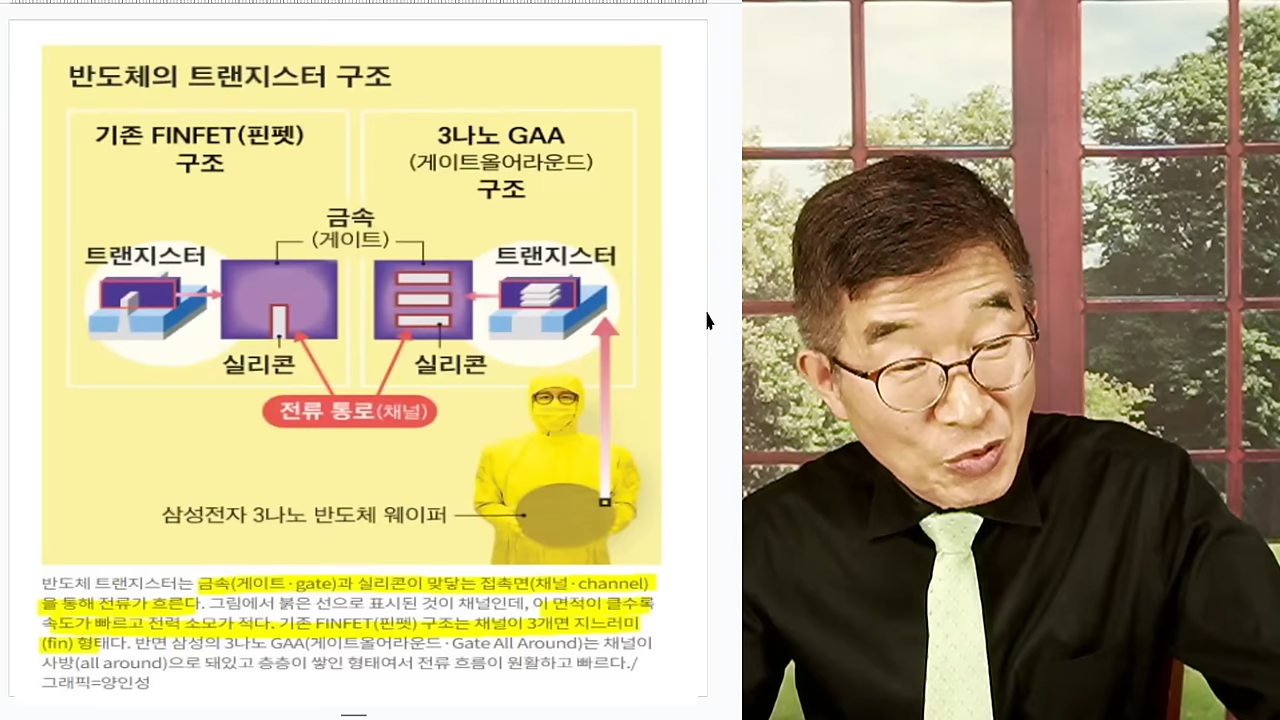 반도체의 트랜지스터 구조
기존 FINFET(핀펫)
구조
3나노 GAA
(게이트올어라운드)
구조
금속
(게이트)
트랜지스터
트랜지스터
실리콘
실리콘
전류 통로(채널)
삼성전자 3나노 반도체 웨이퍼
반도체 트랜지스터는 금속(게이트·gate)과 실리콘이 맞닿는 접촉면(채널·channel)
을 통해 전류가 흐른다. 그림에서 붉은 선으로 표시된 것이 채널인데, 이 면적이 클수록
속도가 빠르고 전력 소모가 적다. 기존 FINFET(핀펫) 구조는 채널이 3개면 지느러미
(fin) 형태다. 반면 삼성의 3나노 GAA(게이트올어라운드·Gate All Around)는 채널이
사방(all around)으로 돼있고 층층이 쌓인 형태여서 전류 흐름이 원활하고 빠르다./
그래픽=양인성